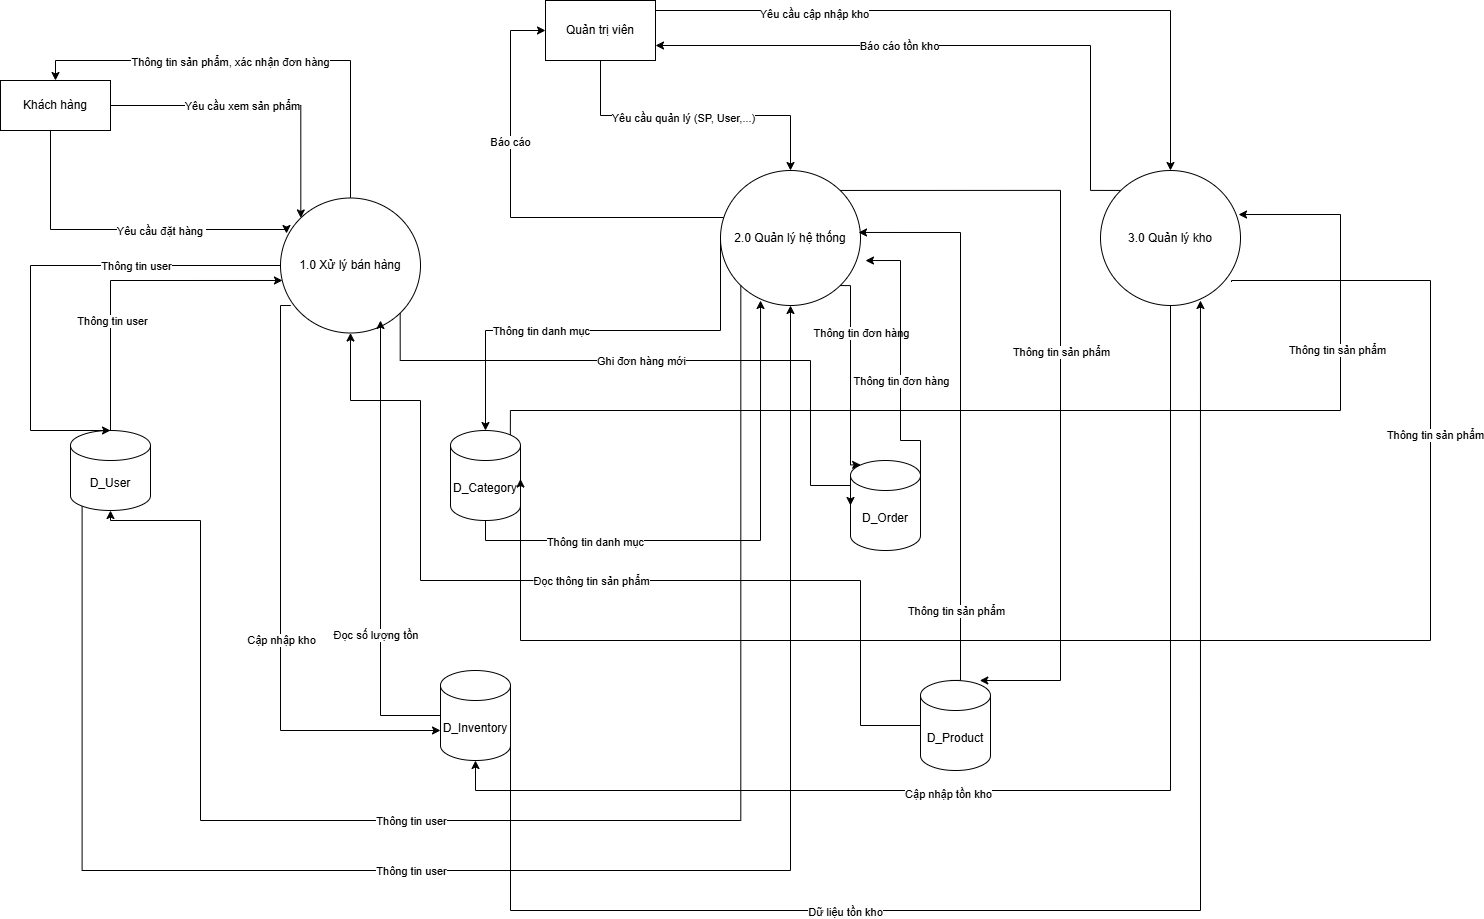 Yêu cầu cập nhập kho
Quản trị viên
Báo cáo tồn kho
Thông tin sản phẩm, xác nhận đơn hàng
Khách hàng
Yêu cầu xem sản phẩm
Yêu cầu quản lý (SP, User,...)
Báo cáo
Yêu cầu đặt hàng
2.0 Quản lý hệ thống
3.0 Quản lý kho
1.0 Xử lý bán hàng
Thông tin user
Thông tin user
Thông tin danh mục
Thông tin đơn hàng
Thông tin sản phẩm
Thông tin sản phẩm
Ghi đơn hàng mới
Thông tin đơn hàng
Thông tin sản phẩm
D_User
D_Category
D_Order
Thông tin danh mục
Đọc thông tin sản phẩm
Thông tin sản phẩm
Cập nhập kho
Đọc số lượng tồn
D_Inventory
D_Product
Cập nhập tồn kho
Thông tin user
Thông tin user
Dữ liệu tồn kho